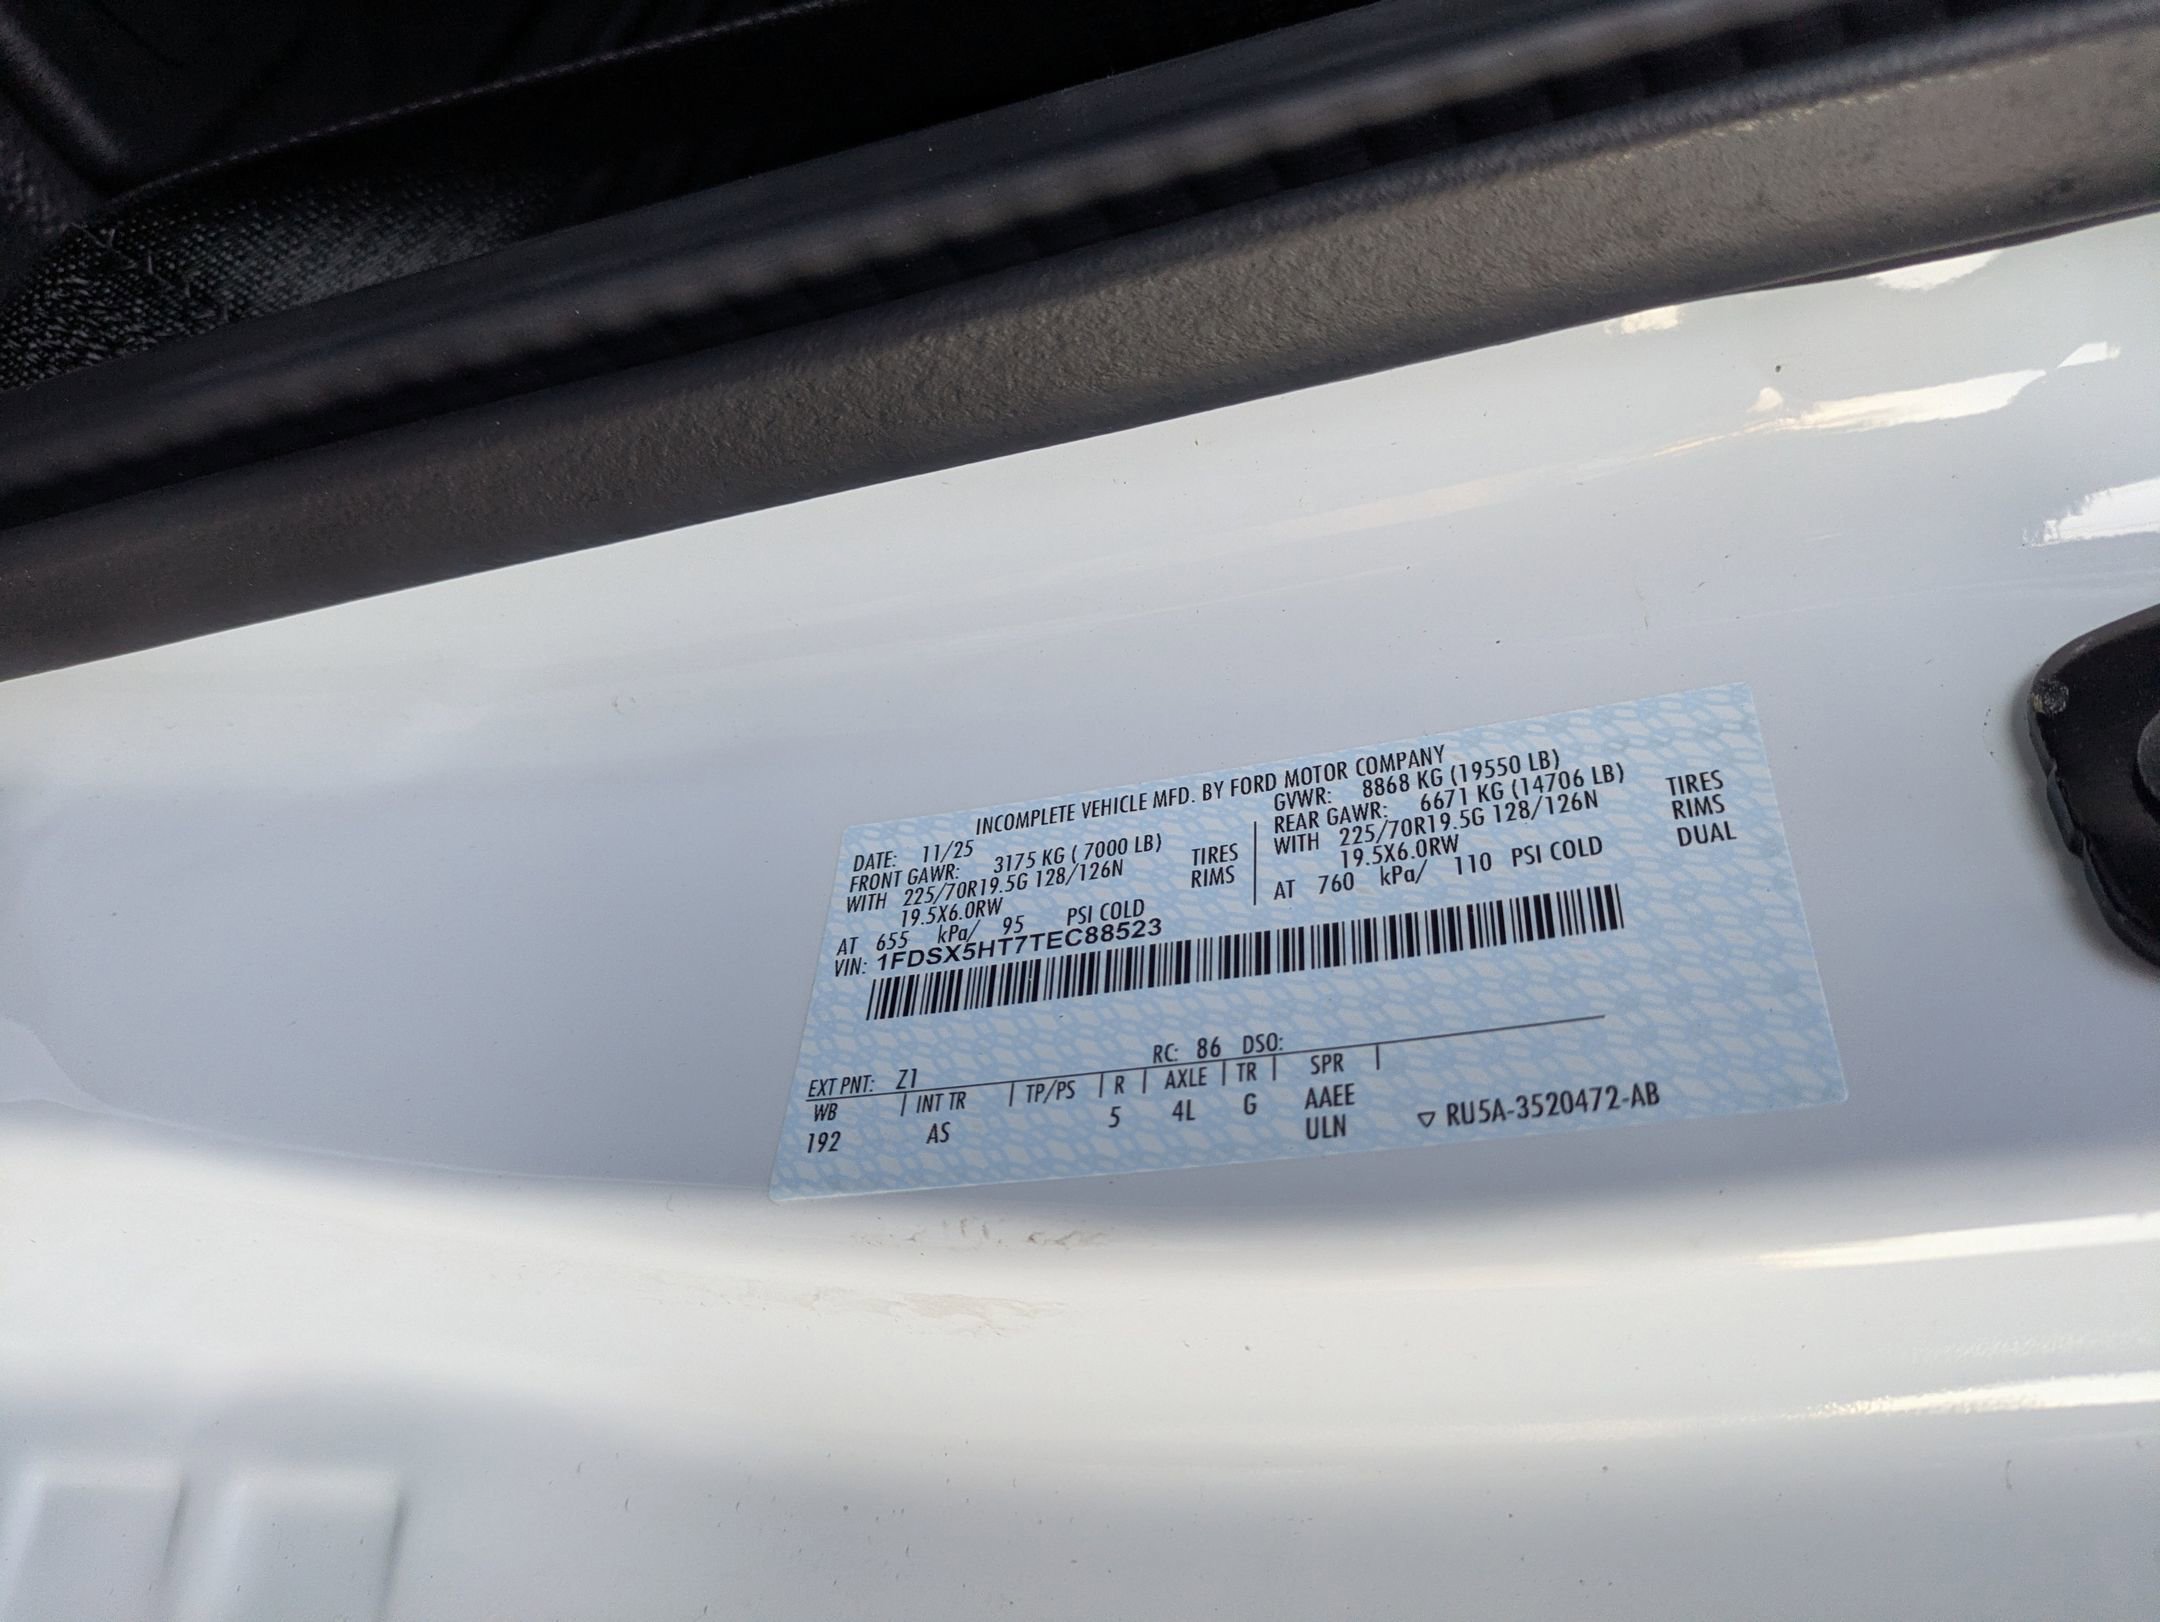 INCOMPLETE VEHICLE MFD. BY FORD MOTOR COMPANY
DATE: 11/25
GVWR: 8868 KG (19550 LB)
FRONT GAWR: 3175 KG ( 7000 LB)
REAR GAWR: 6671 KG (14706 LB)
WITH 225/70R19.5G 128/126N TIRES
WITH 225/70R19.5G 128/126N TIRES
19.5X6.0RW RIMS
19.5X6.0RW RIMS
AT 655 kPa/ 95 PSI COLD
AT 760 kPa/ 110 PSI COLD DUAL
VIN: 1FDSX5HT7TEC88523
EXT PNT: Z1 RC: 86 DSO:
WB | INT TR | TP/PS | R | AXLE | TR | SPR |
192 AS 5 4L G AAEE
ULN ▽ RU5A-3520472-AB